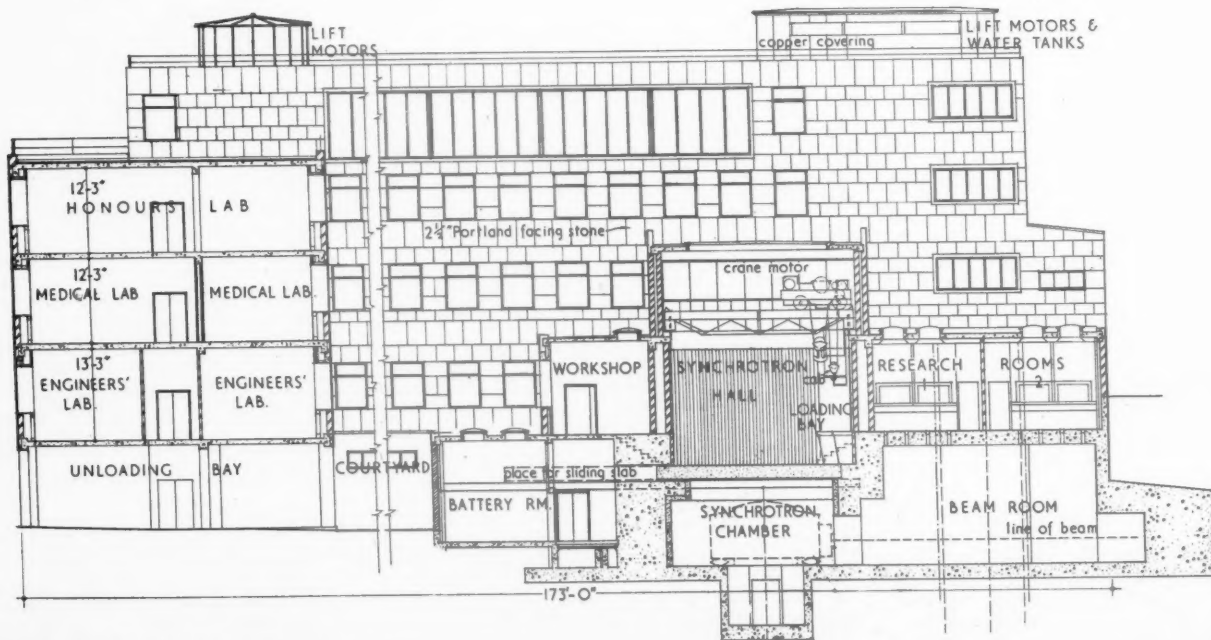 LIFT
MOTORS
copper covering
LIFT MOTORS &
WATER TANKS
12'-3"
HONOURS LAB
2½" Portland facing stone
12'-3"
MEDICAL LAB
MEDICAL LAB.
crane motor
13'-3"
ENGINEERS'
LAB.
ENGINEERS'
LAB.
WORKSHOP
SYNCHROTRON
HALL
LOADING
BAY
RESEARCH
1
ROOMS
2
UNLOADING BAY
COURTYARD
place for sliding slab
BATTERY RM.
SYNCHROTRON
CHAMBER
BEAM ROOM
line of beam
173'-0"